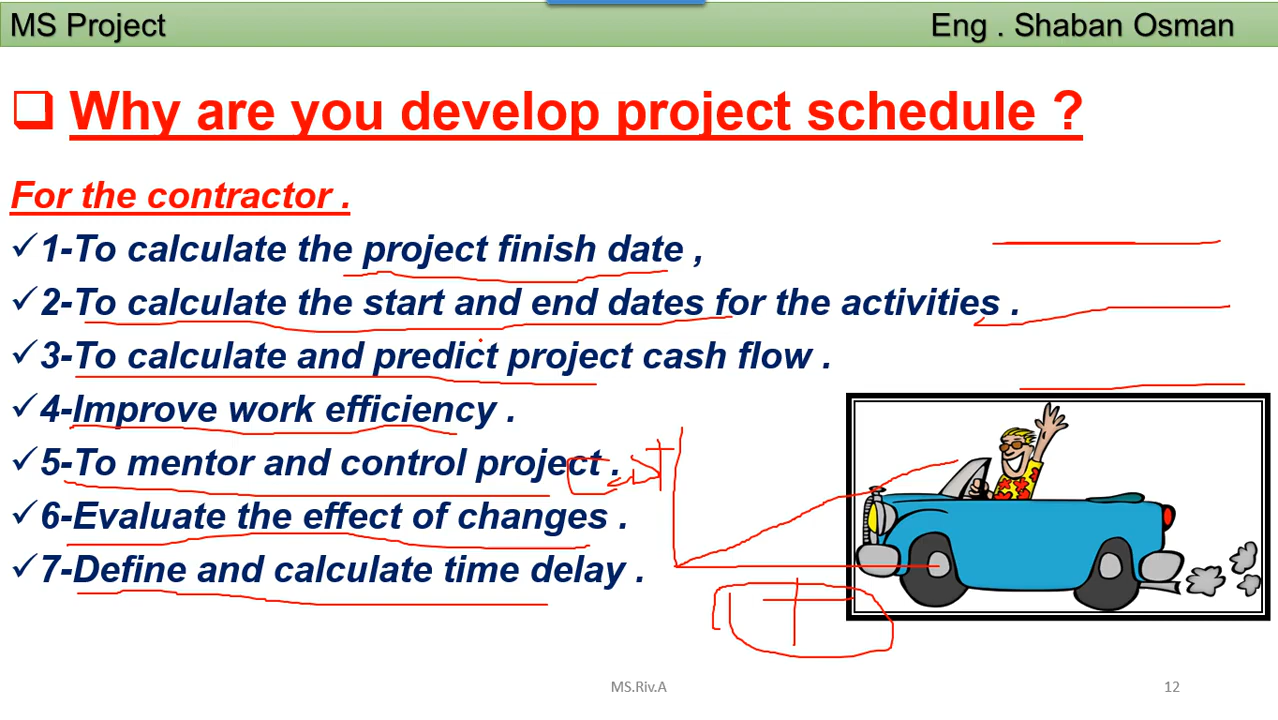 MS Project
Eng . Shaban Osman
Why are you develop project schedule ?
For the contractor .
1-To calculate the project finish date ,
2-To calculate the start and end dates for the activities .
3-To calculate and predict project cash flow .
4-Improve work efficiency .
5-To mentor and control project .
6-Evaluate the effect of changes .
7-Define and calculate time delay .
MS.Riv.A
12